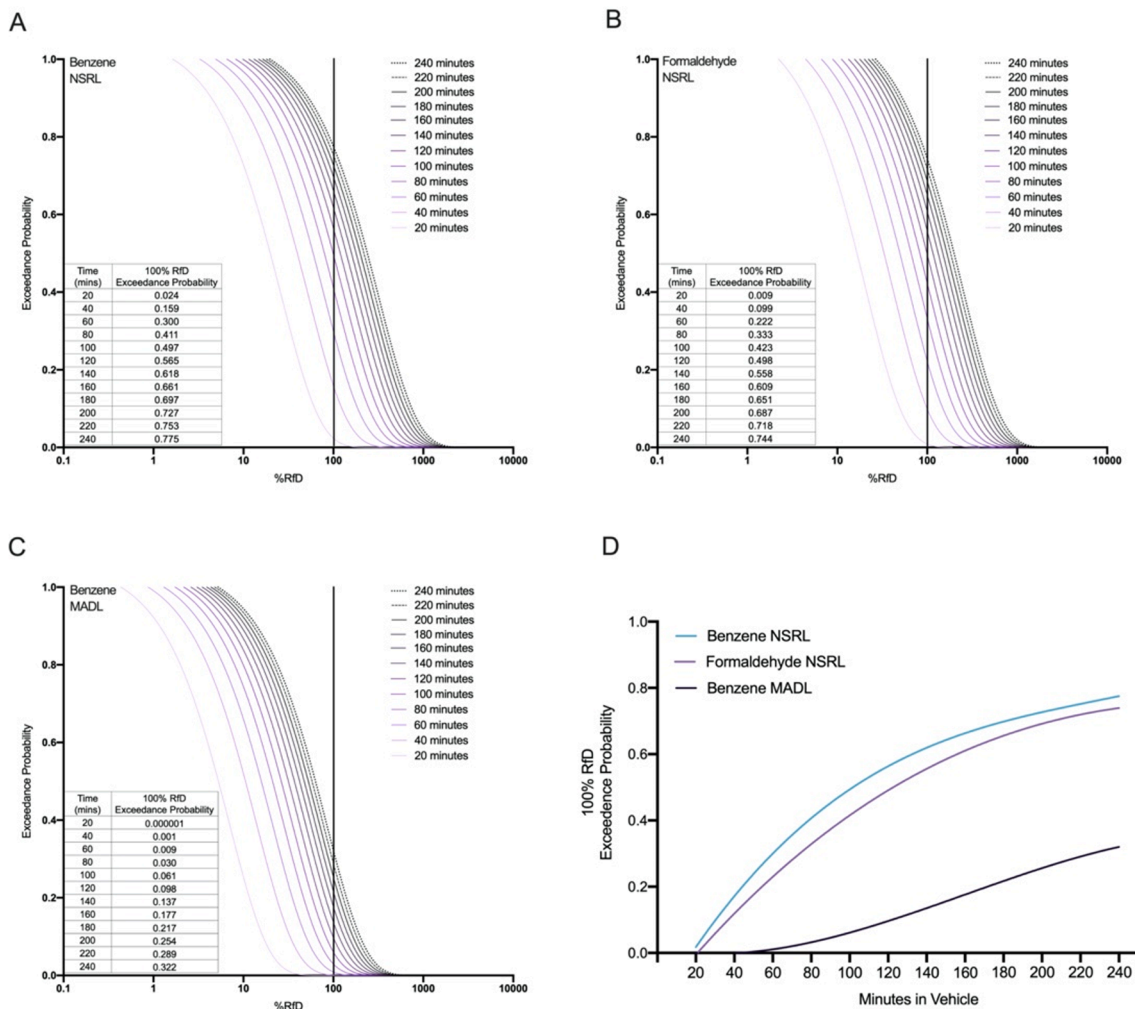 A
Benzene
NSRL
1.0
0.8
0.6
0.4
0.2
0.0
Exceedance Probability
0.1 1 10 100 1000 10000
%RfD
240 minutes
220 minutes
200 minutes
180 minutes
160 minutes
140 minutes
120 minutes
100 minutes
80 minutes
60 minutes
40 minutes
20 minutes
Time (mins) 100% RfD Exceedance Probability
20 0.024
40 0.159
60 0.300
80 0.411
100 0.497
120 0.565
140 0.618
160 0.661
180 0.697
200 0.727
220 0.753
240 0.775
B
Formaldehyde
NSRL
1.0
0.8
0.6
0.4
0.2
0.0
Exceedance Probability
0.1 1 10 100 1000 10000
%RfD
240 minutes
220 minutes
200 minutes
180 minutes
160 minutes
140 minutes
120 minutes
100 minutes
80 minutes
60 minutes
40 minutes
20 minutes
Time (mins) 100% RfD Exceedance Probability
20 0.009
40 0.099
60 0.222
80 0.333
100 0.423
120 0.498
140 0.558
160 0.609
180 0.651
200 0.687
220 0.718
240 0.744
C
Benzene
MADL
1.0
0.8
0.6
0.4
0.2
0.0
Exceedance Probability
0.1 1 10 100 1000 10000
%RfD
240 minutes
220 minutes
200 minutes
180 minutes
160 minutes
140 minutes
120 minutes
100 minutes
80 minutes
60 minutes
40 minutes
20 minutes
Time (mins) 100% RfD Exceedance Probability
20 0.000001
40 0.001
60 0.009
80 0.030
100 0.061
120 0.098
140 0.137
160 0.177
180 0.217
200 0.254
220 0.289
240 0.322
D
1.0
0.8
0.6
0.4
0.2
0.0
100% RfD
Exceedence Probability
Benzene NSRL
Formaldehyde NSRL
Benzene MADL
20 40 60 80 100 120 140 160 180 200 220 240
Minutes in Vehicle